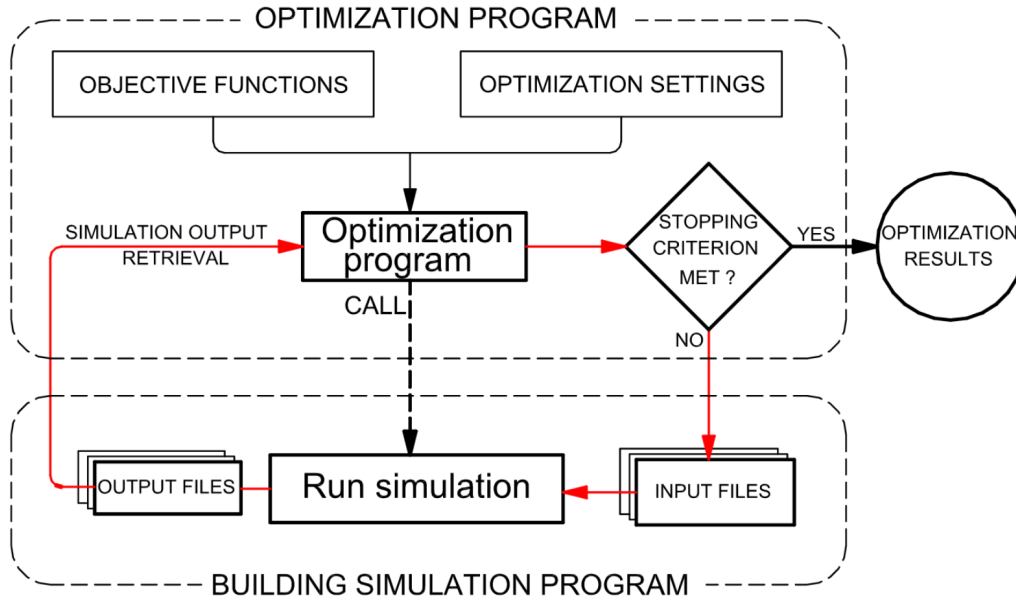 OPTIMIZATION PROGRAM
OBJECTIVE FUNCTIONS
OPTIMIZATION SETTINGS
SIMULATION OUTPUT
RETRIEVAL
Optimization
program
STOPPING
CRITERION
MET ?
YES
OPTIMIZATION
RESULTS
CALL
NO
OUTPUT FILES
Run simulation
INPUT FILES
BUILDING SIMULATION PROGRAM